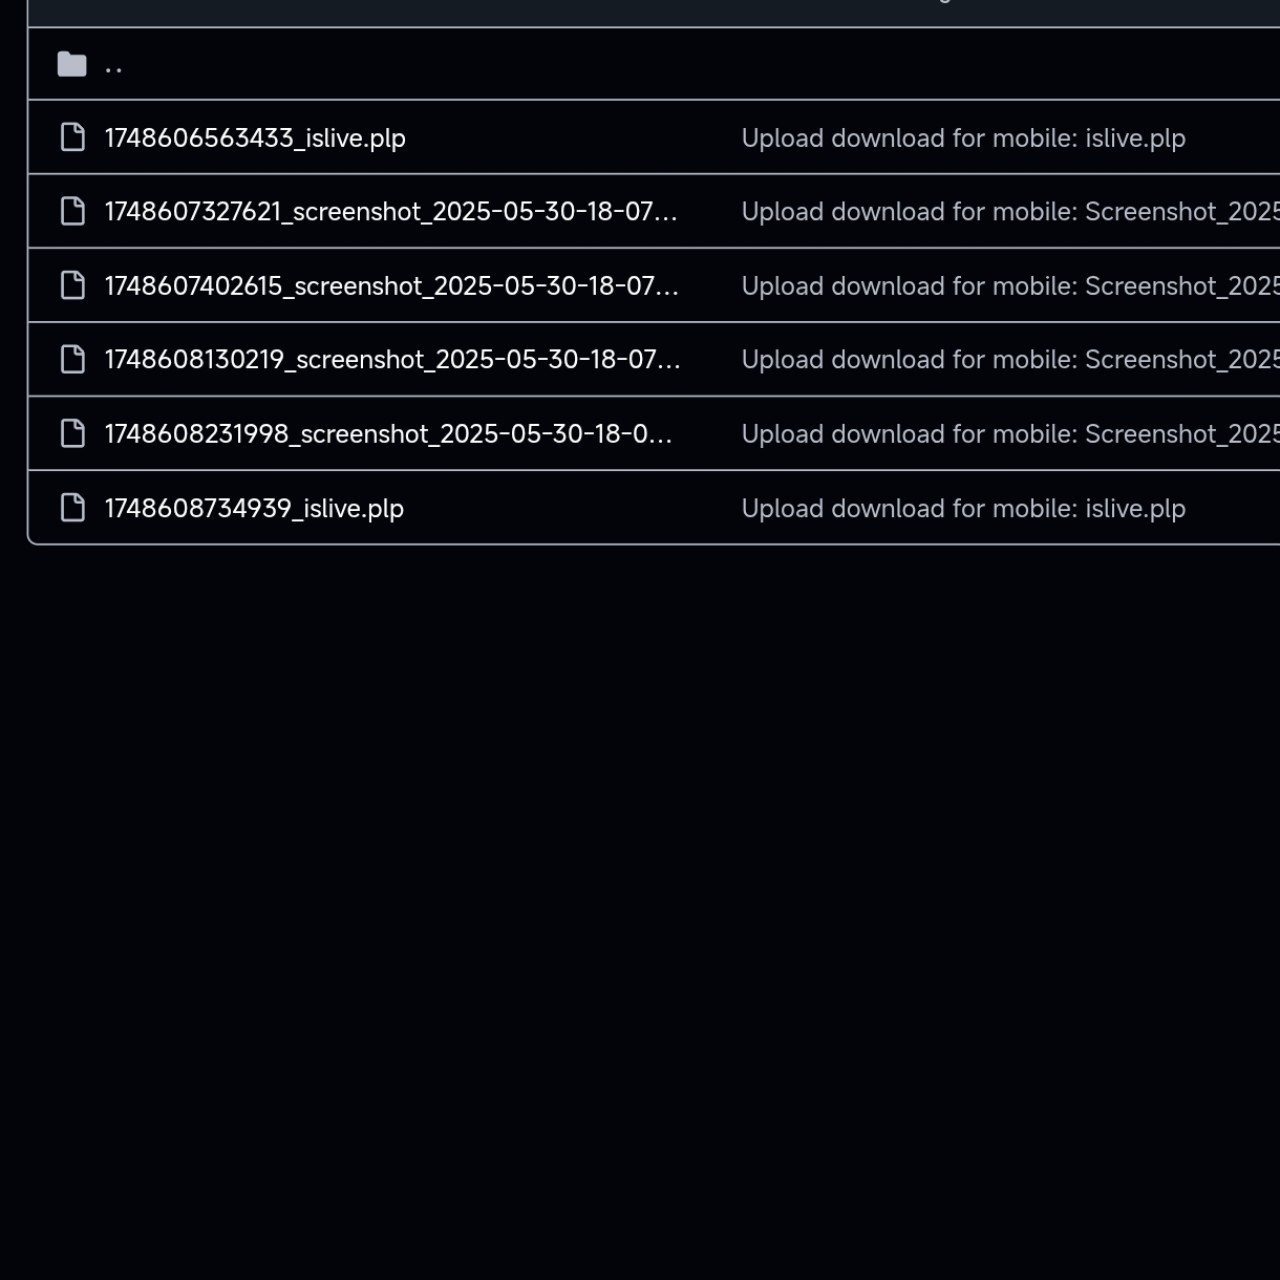 ..
1748606563433_islive.plp Upload download for mobile: islive.plp
1748607327621_screenshot_2025-05-30-18-07... Upload download for mobile: Screenshot_2025
1748607402615_screenshot_2025-05-30-18-07... Upload download for mobile: Screenshot_2025
1748608130219_screenshot_2025-05-30-18-07... Upload download for mobile: Screenshot_2025
1748608231998_screenshot_2025-05-30-18-0... Upload download for mobile: Screenshot_2025
1748608734939_islive.plp Upload download for mobile: islive.plp